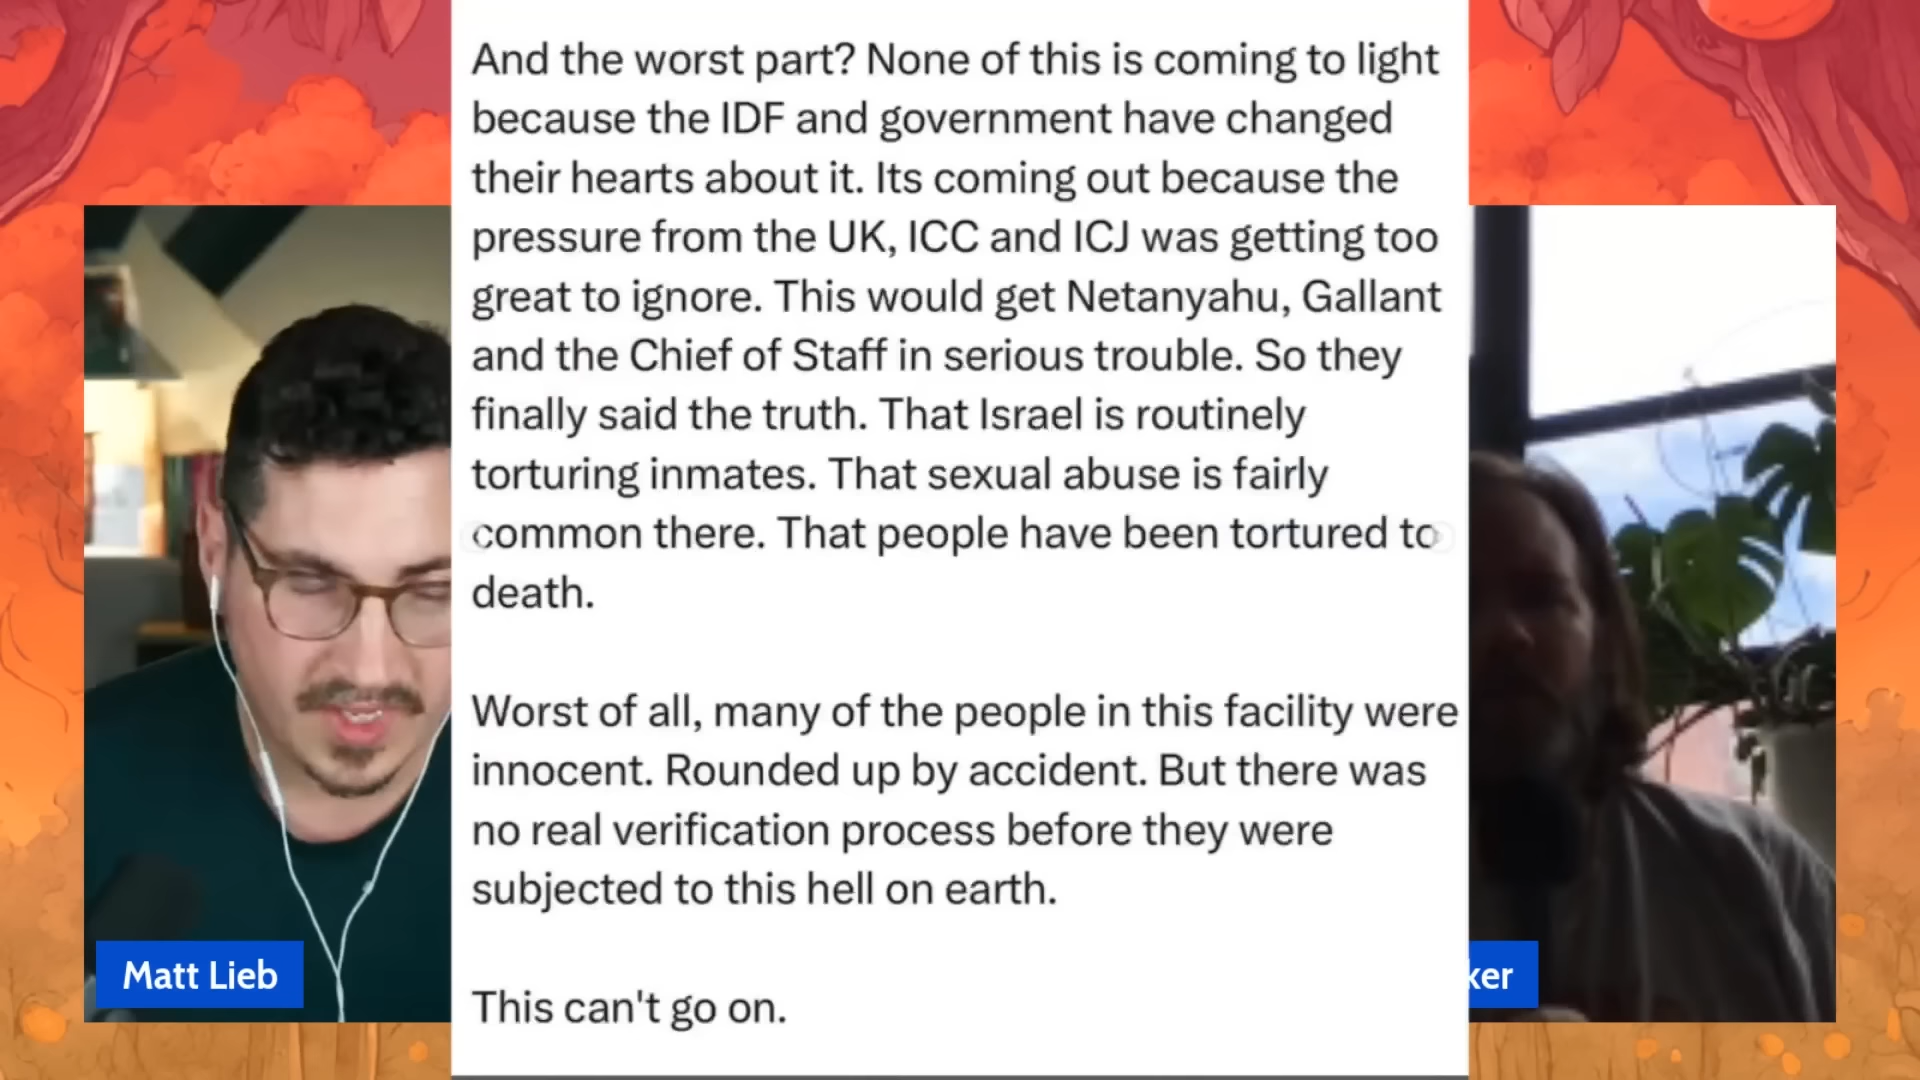 And the worst part? None of this is coming to light
because the IDF and government have changed
their hearts about it. Its coming out because the
pressure from the UK, ICC and ICJ was getting too
great to ignore. This would get Netanyahu, Gallant
and the Chief of Staff in serious trouble. So they
finally said the truth. That Israel is routinely
torturing inmates. That sexual abuse is fairly
common there. That people have been tortured to
death.
Worst of all, many of the people in this facility were
innocent. Rounded up by accident. But there was
no real verification process before they were
subjected to this hell on earth.
This can't go on.
Matt Lieb
ker